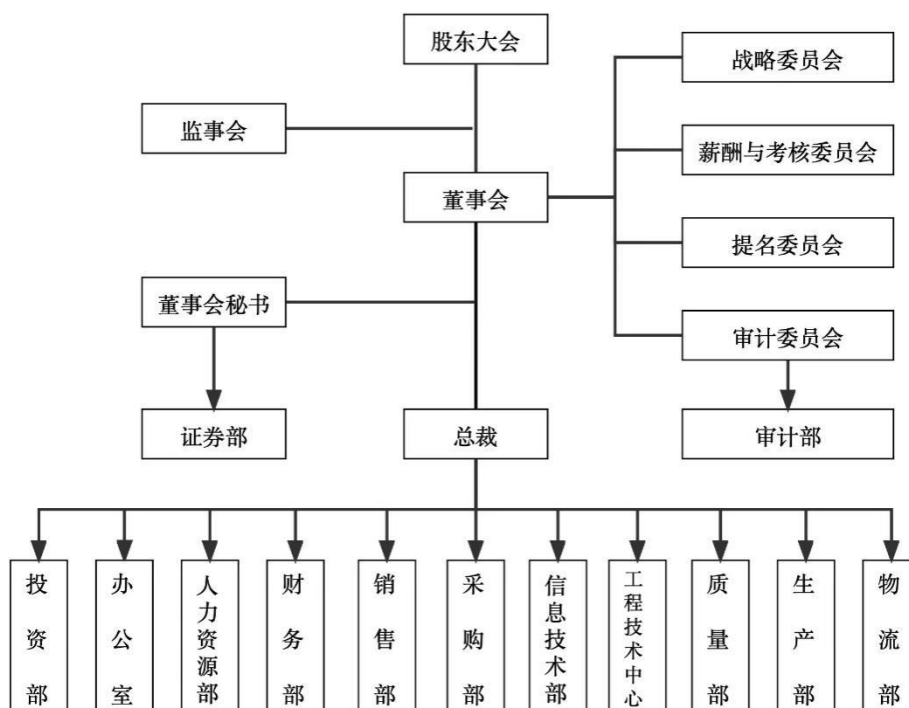 股东大会
战略委员会
监事会
薪酬与考核委员会
董事会
提名委员会
董事会秘书
审计委员会
证券部
总裁
审计部
投资部
办公室
人力资源部
财务部
销售部
采购部
信息技术部
工程技术中心
质量部
生产部
物流部